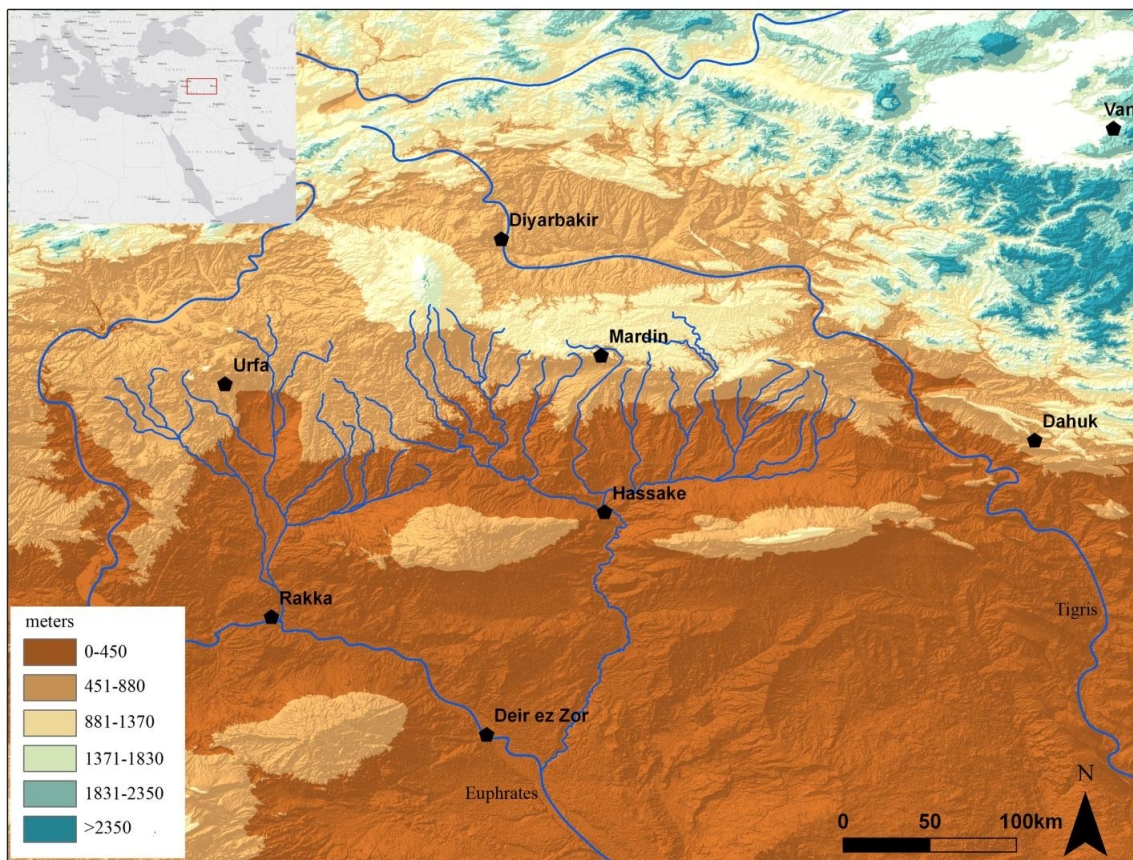 Van
Diyarbakir
Mardin
Urfa
Dahuk
Hassake
Rakka
Tigris
Deir ez Zor
Euphrates
meters
0-450
451-880
881-1370
1371-1830
1831-2350
>2350
N
0 50 100km